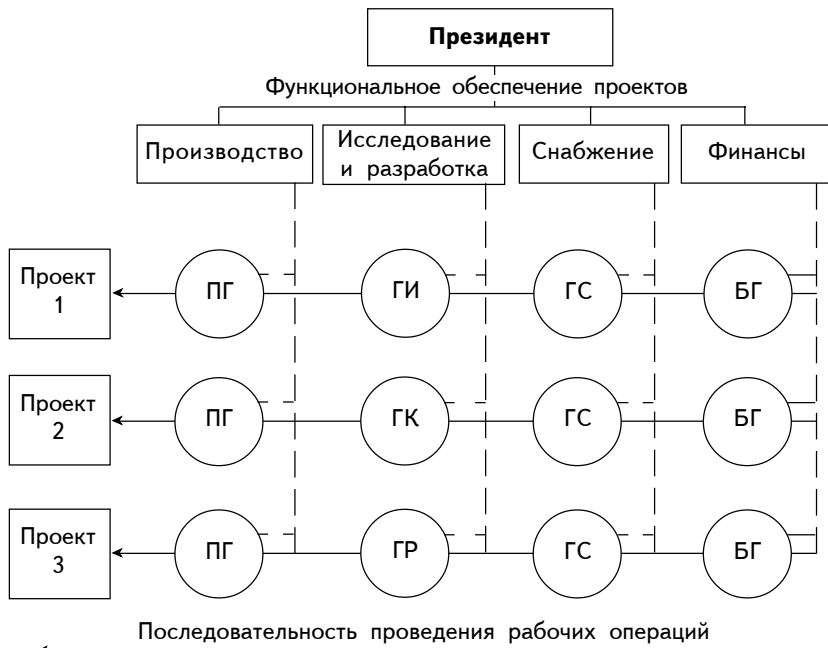 Президент
Функциональное обеспечение проектов
Производство
Исследование
и разработка
Снабжение
Финансы
Проект
1
ПГ
ГИ
ГС
БГ
Проект
2
ПГ
ГК
ГС
БГ
Проект
3
ПГ
ГР
ГС
БГ
Последовательность проведения рабочих операций